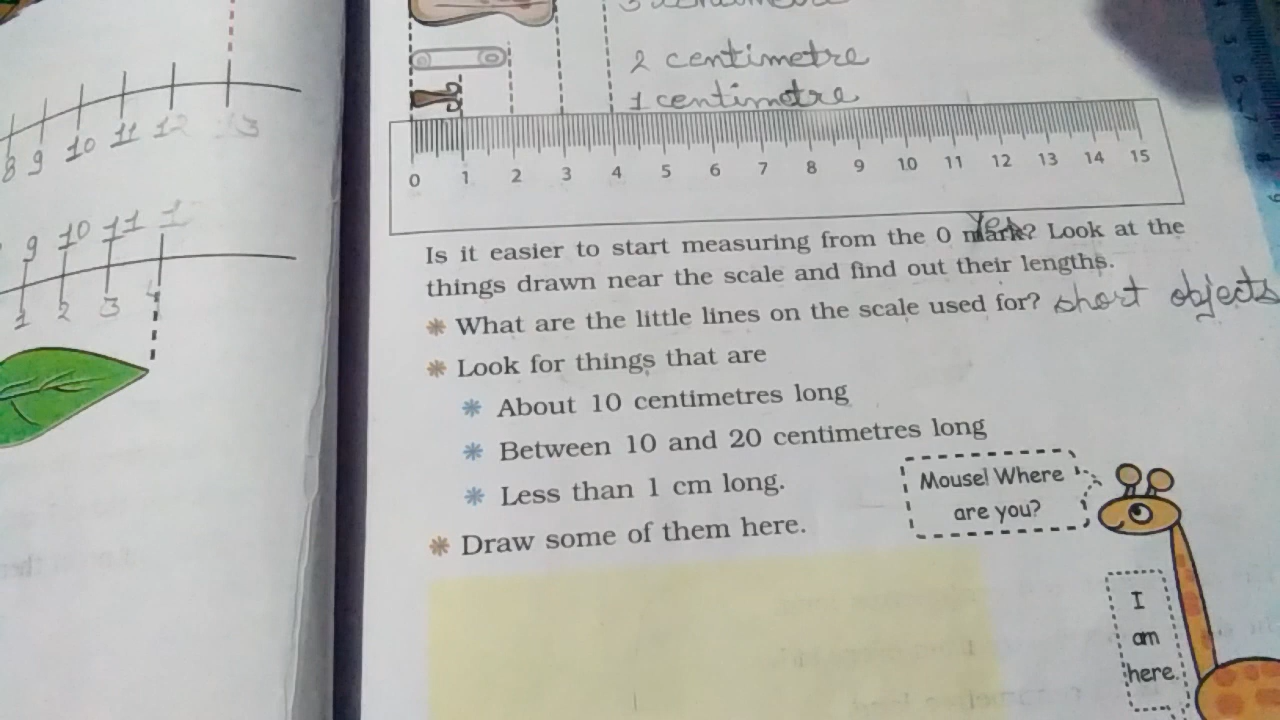 2 centimetre
1 centimetre
0 1 2 3 4 5 6 7 8 9 10 11 12 13 14 15
Is it easier to start measuring from the 0 mark? Look at the
Yes
things drawn near the scale and find out their lengths.
What are the little lines on the scale used for? short objects
Look for things that are
About 10 centimetres long
Between 10 and 20 centimetres long
Less than 1 cm long.
Draw some of them here.
Mouse! Where
are you?
I
am
here.
8 9 10 11 12 13
9 10 11
1 2 3 4